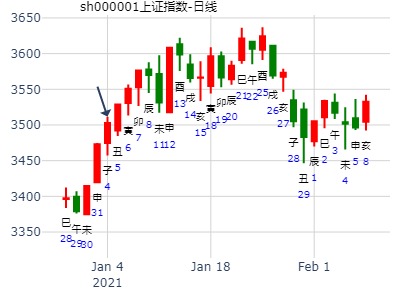 sh000001上证指数-日线
3650
3600
3550
3500
3450
3400
3350
巳
28
午
29
未
30
申
31
子
4
丑
5
寅
6
卯
7
辰
8
未
11
申
12
酉
13
戌
14
亥
15
寅
18
卯
19
辰
20
巳
21
午
22
酉
25
戌
26
亥
27
子
28
丑
29
辰
1
巳
2
午
3
未
4
申
5
亥
8
Jan 4
2021
Jan 18
Feb 1